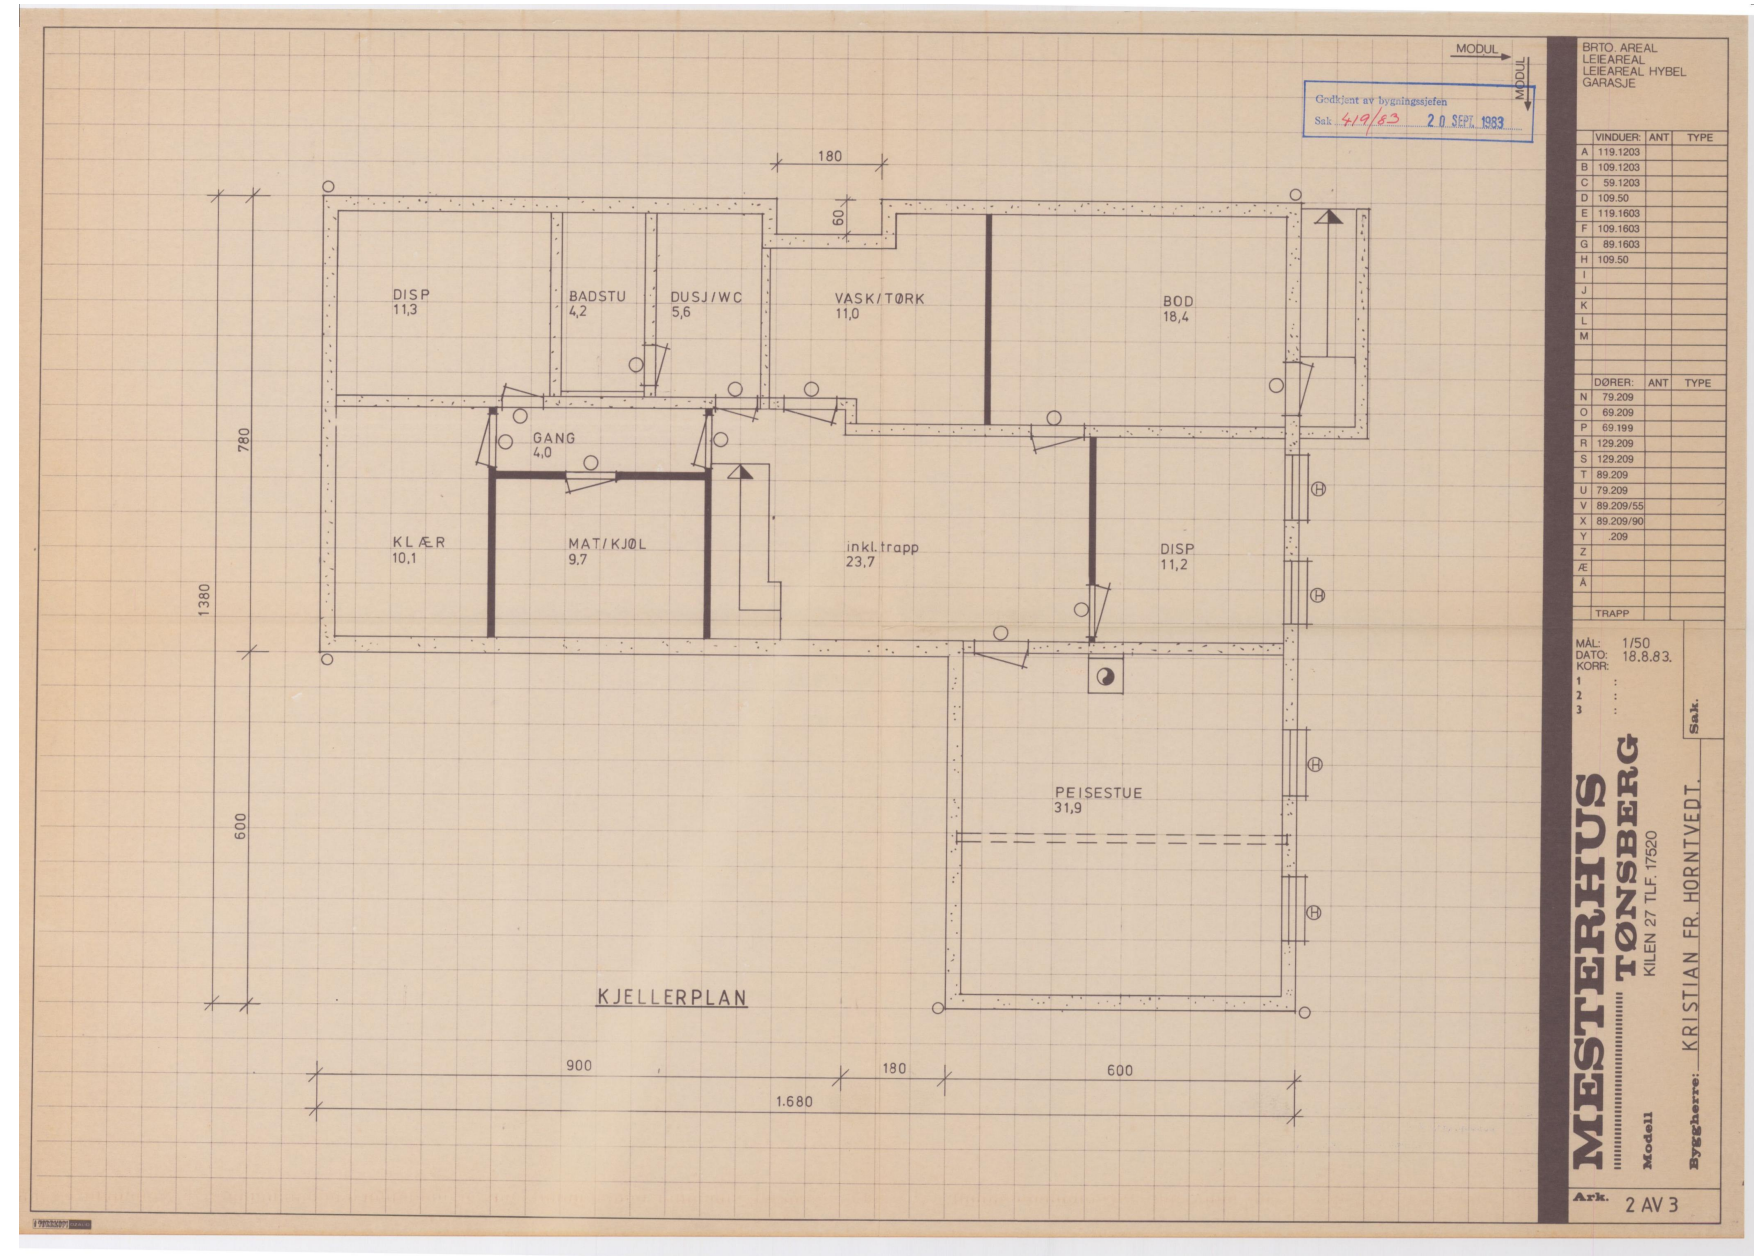 MODUL
MODUL
Godkjent av bygningssjefen
Sak 419/83 20 SEPT. 1983
180
60
DISP
11,3
BADSTU
4,2
DUSJ/WC
5,6
VASK/TØRK
11,0
BOD
18,4
GANG
4,0
KLÆR
10,1
MAT/KJØL
9,7
inkl.trapp
23,7
DISP
11,2
H
H
H
H
PEISESTUE
31,9
780
1380
600
KJELLERPLAN
900
180
600
1.680
BRTO. AREAL
LEIEAREAL
LEIEAREAL HYBEL
GARASJE
VINDUER: ANT TYPE
A 119.1203
B 109.1203
C 59.1203
D 109.50
E 119.1603
F 109.1603
G 89.1603
H 109.50
I
J
K
L
M
DØRER: ANT TYPE
N 79.209
O 69.209
P 69.199
R 129.209
S 129.209
T 89.209
U 79.209
V 89.209/55
X 89.209/90
Y .209
Z
Æ
Å
TRAPP
MÅL: 1/50
DATO: 18.8.83.
KORR:
1 :
2 :
3 :
Sak.
MESTERHUS
TØNSBERG
KILEN 27 TLF. 17520
Modell
Byggherre: KRISTIAN FR. HORNTVEDT.
Ark. 2 AV 3